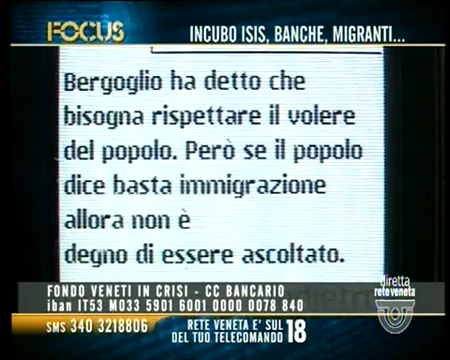 FOCUS
INCUBO ISIS, BANCHE, MIGRANTI...
Bergoglio ha detto che
bisogna rispettare il volere
del popolo. Però se il popolo
dice basta immigrazione
allora non è
degno di essere ascoltato.
diretta
reteveneta
FONDO VENETI IN CRISI - CC BANCARIO
iban IT53 M033 5901 6001 0000 0078 840
SMS 340 3218806
RETE VENETA E' SUL
DEL TUO TELECOMANDO 18